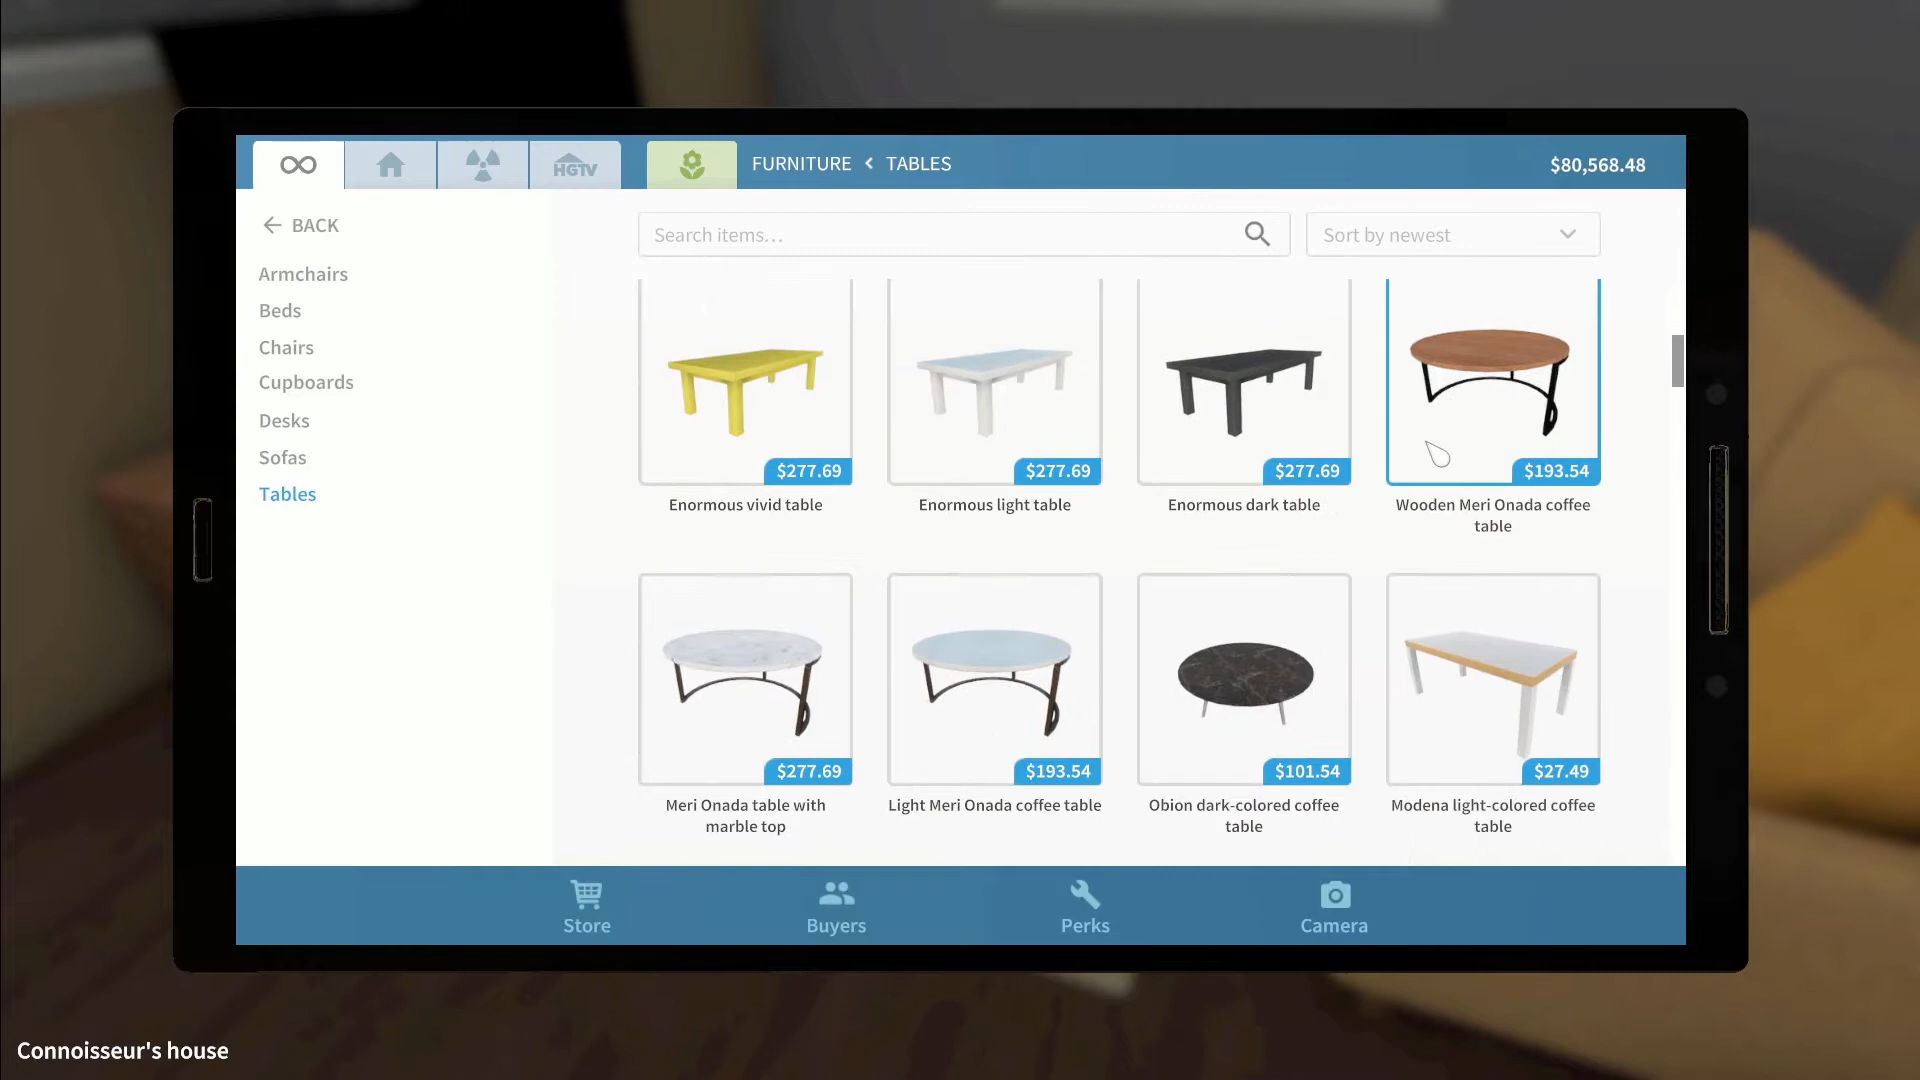 HGTV
FURNITURE < TABLES
$80,568.48
BACK
Armchairs
Beds
Chairs
Cupboards
Desks
Sofas
Tables
Search items...
Sort by newest
$277.69
$277.69
$277.69
$193.54
Enormous vivid table
Enormous light table
Enormous dark table
Wooden Meri Onada coffee
table
$277.69
$193.54
$101.54
$27.49
Meri Onada table with
marble top
Light Meri Onada coffee table
Obion dark-colored coffee
table
Modena light-colored coffee
table
Store
Buyers
Perks
Camera
Connoisseur's house